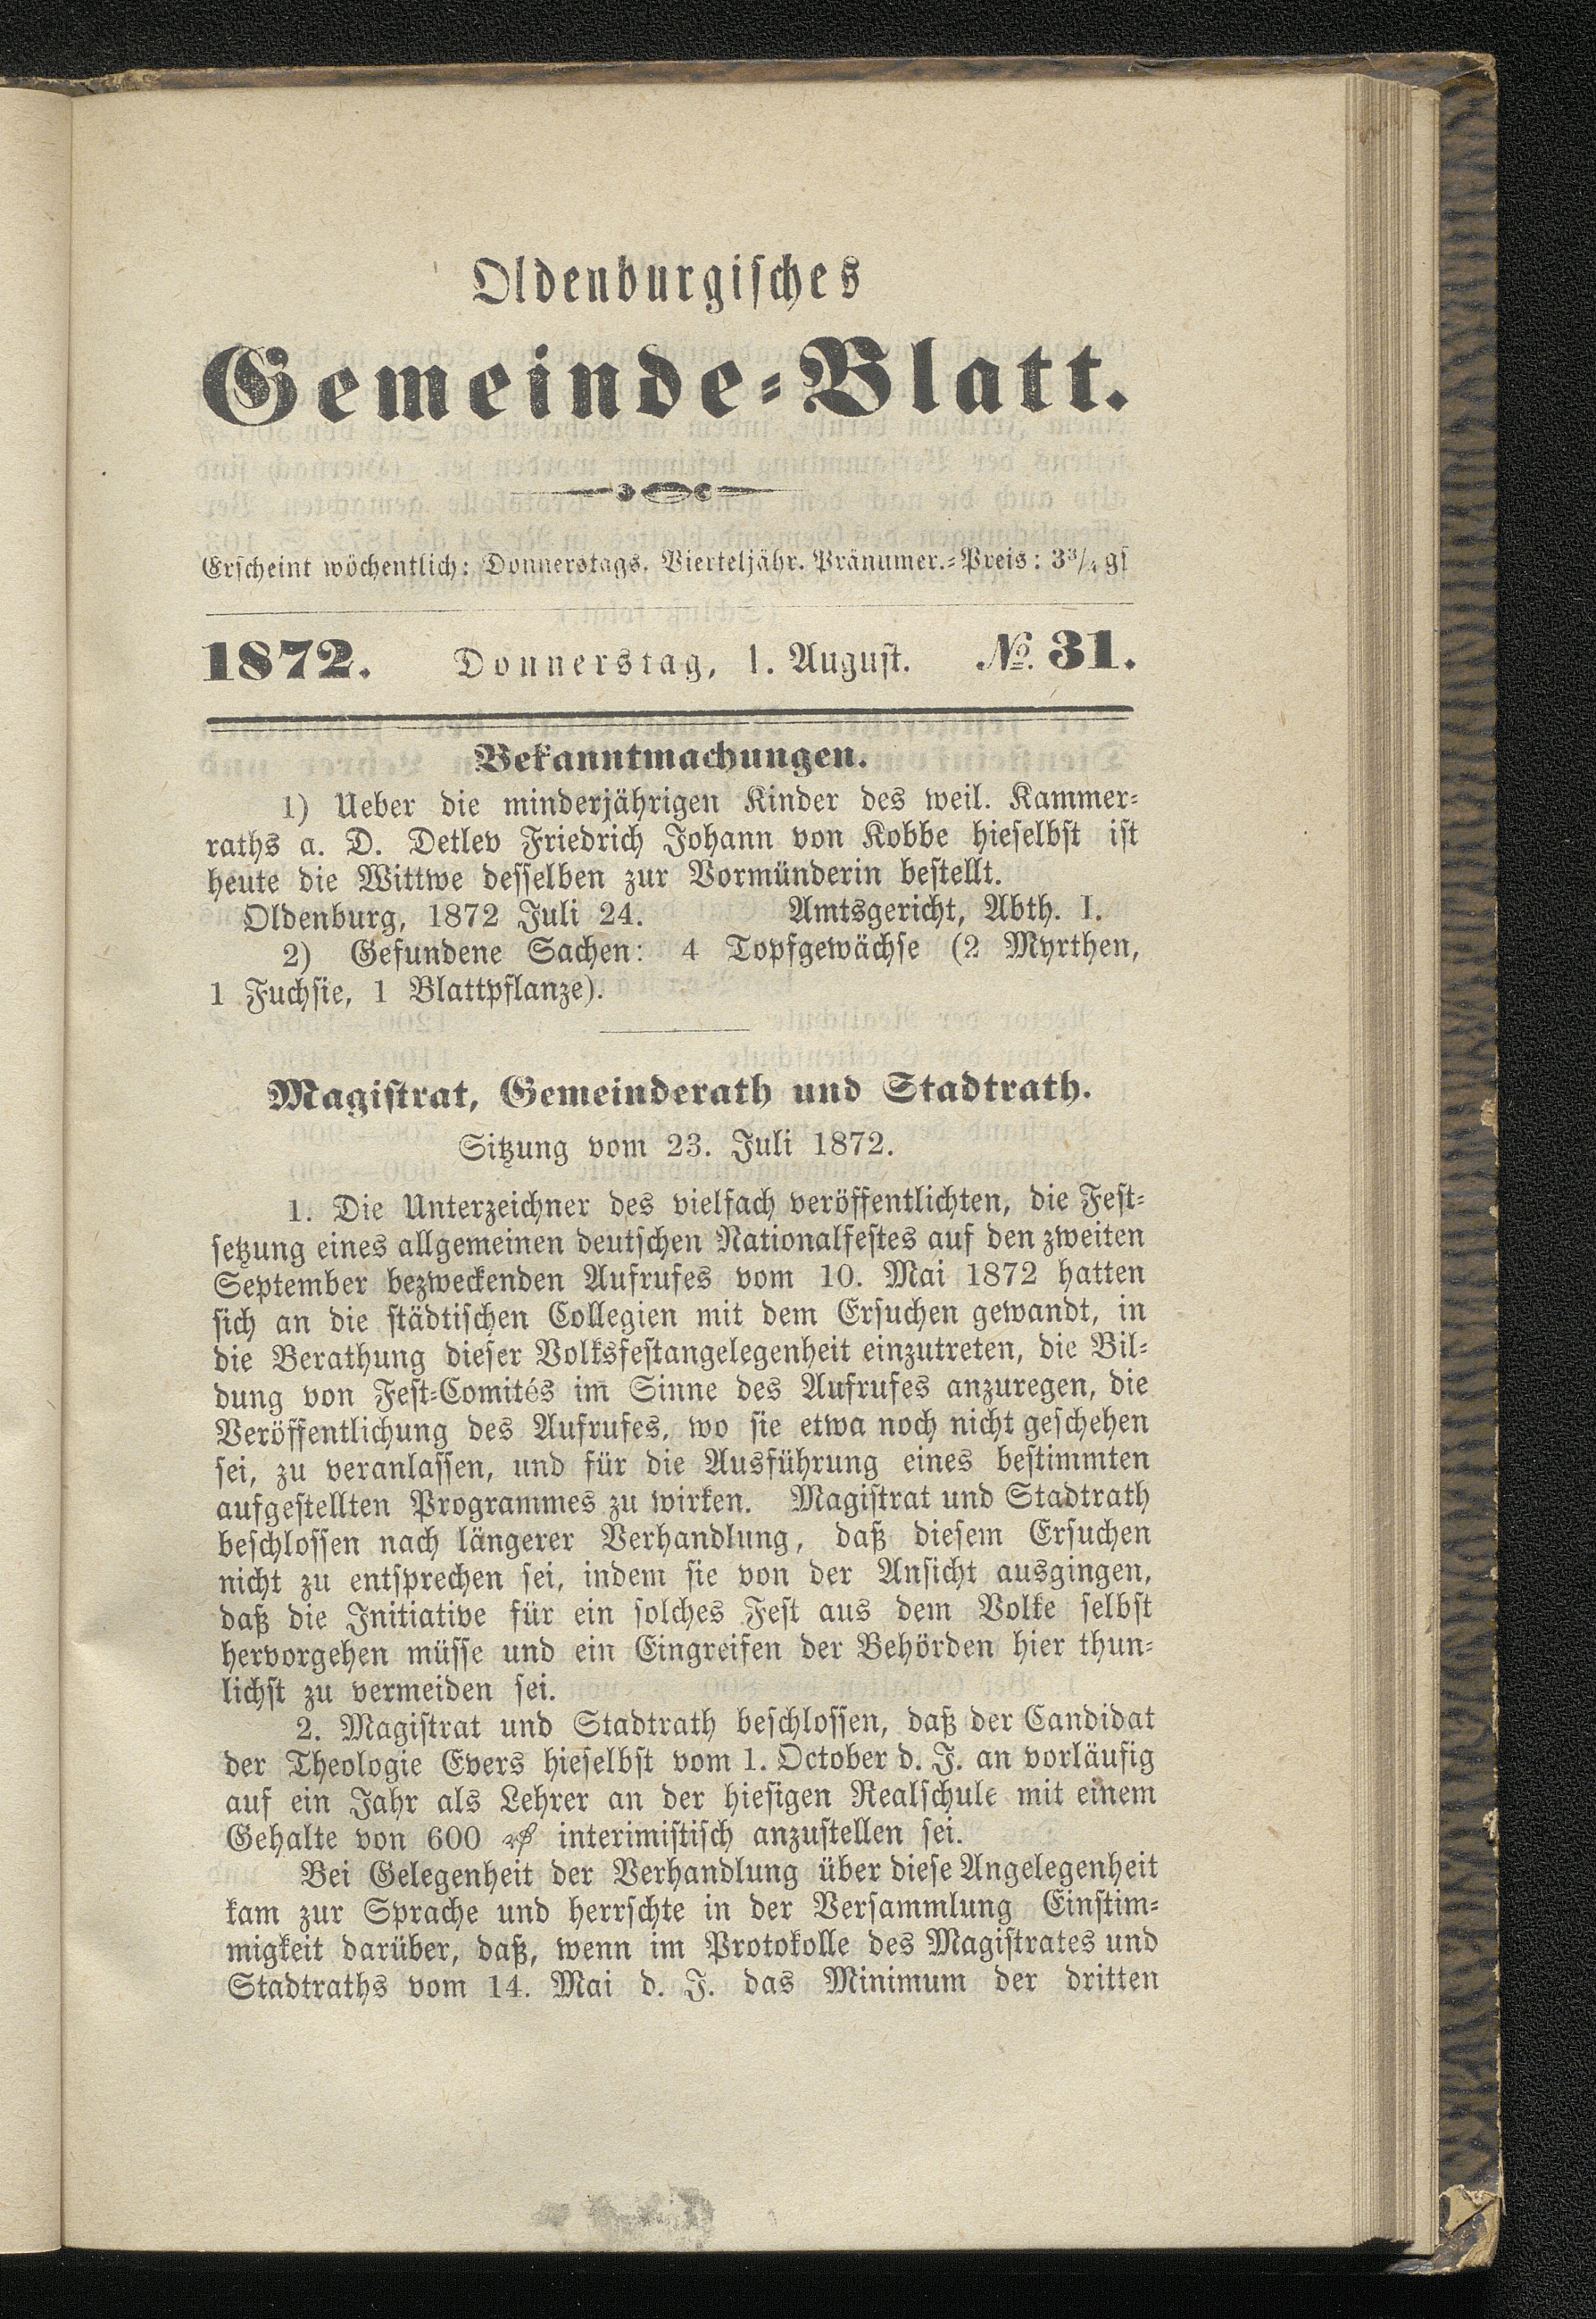 Oldenburgisches
Gemeinde-Blatt.
Erscheint wöchentlich: Donnerstags. Vierteljähr. Pränumer.-Preis: 3¾ gs
1872. Donnerstag, 1. August. №. 31.
Bekanntmachungen.
1) Ueber die minderjährigen Kinder des weil. Kammer-
raths a. D. Detlev Friedrich Johann von Kobbe hieselbst ist
heute die Wittwe desselben zur Vormünderin bestellt.
Oldenburg, 1872 Juli 24. Amtsgericht, Abth. I.
2) Gefundene Sachen: 4 Topfgewächse (2 Myrthen,
1 Fuchsie, 1 Blattpflanze).
Magistrat, Gemeinderath und Stadtrath.
Sitzung vom 23. Juli 1872.
1. Die Unterzeichner des vielfach veröffentlichten, die Fest-
setzung eines allgemeinen deutschen Nationalfestes auf den zweiten
September bezweckenden Aufrufes vom 10. Mai 1872 hatten
sich an die städtischen Collegien mit dem Ersuchen gewandt, in
die Berathung dieser Volksfestangelegenheit einzutreten, die Bil-
dung von Fest-Comités im Sinne des Aufrufes anzuregen, die
Veröffentlichung des Aufrufes, wo sie etwa noch nicht geschehen
sei, zu veranlassen, und für die Ausführung eines bestimmten
aufgestellten Programmes zu wirken. Magistrat und Stadtrath
beschlossen nach längerer Verhandlung, daß diesem Ersuchen
nicht zu entsprechen sei, indem sie von der Ansicht ausgingen,
daß die Initiative für ein solches Fest aus dem Volke selbst
hervorgehen müsse und ein Eingreifen der Behörden hier thun-
lichst zu vermeiden sei.
2. Magistrat und Stadtrath beschlossen, daß der Candidat
der Theologie Evers hieselbst vom 1. October d. J. an vorläufig
auf ein Jahr als Lehrer an der hiesigen Realschule mit einem
Gehalte von 600 ₰ interimistisch anzustellen sei.
Bei Gelegenheit der Verhandlung über diese Angelegenheit
kam zur Sprache und herrschte in der Versammlung Einstim-
migkeit darüber, daß, wenn im Protokolle des Magistrates und
Stadtraths vom 14. Mai d. J. das Minimum der dritten